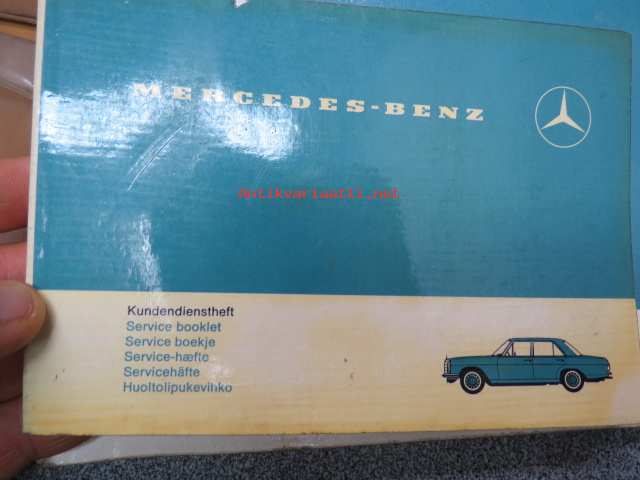 MERCEDES-BENZ
Antikvariaatti.net
Kundendienstheft
Service booklet
Service boekje
Service-hæfte
Servicehäfte
Huoltolipukevihko